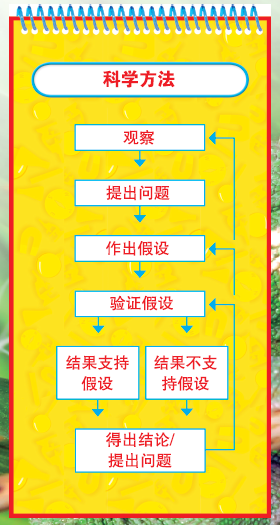 科学方法
观察
提出问题
作出假设
验证假设
结果支持
假设
结果不支
持假设
得出结论/
提出问题